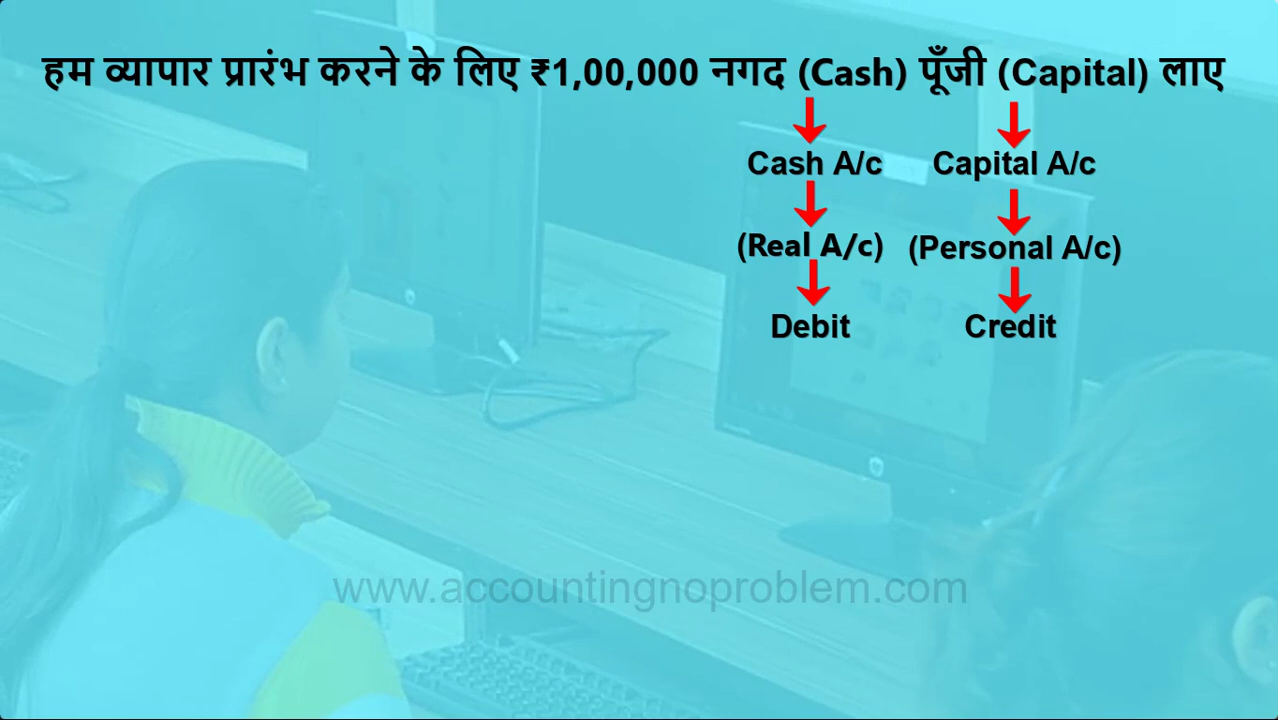 हम व्यापार प्रारंभ करने के लिए ₹1,00,000 नगद (Cash) पूँजी (Capital) लाए
Cash A/c Capital A/c
(Real A/c) (Personal A/c)
Debit Credit
www.accountingnoproblem.com